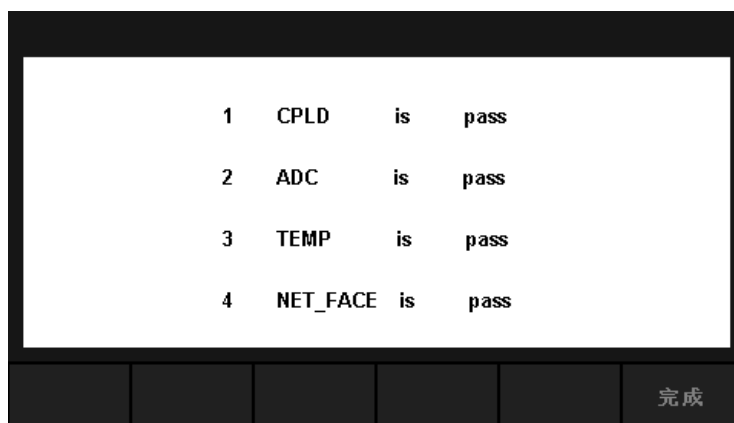 1 CPLD is pass
2 ADC is pass
3 TEMP is pass
4 NET_FACE is pass
完成